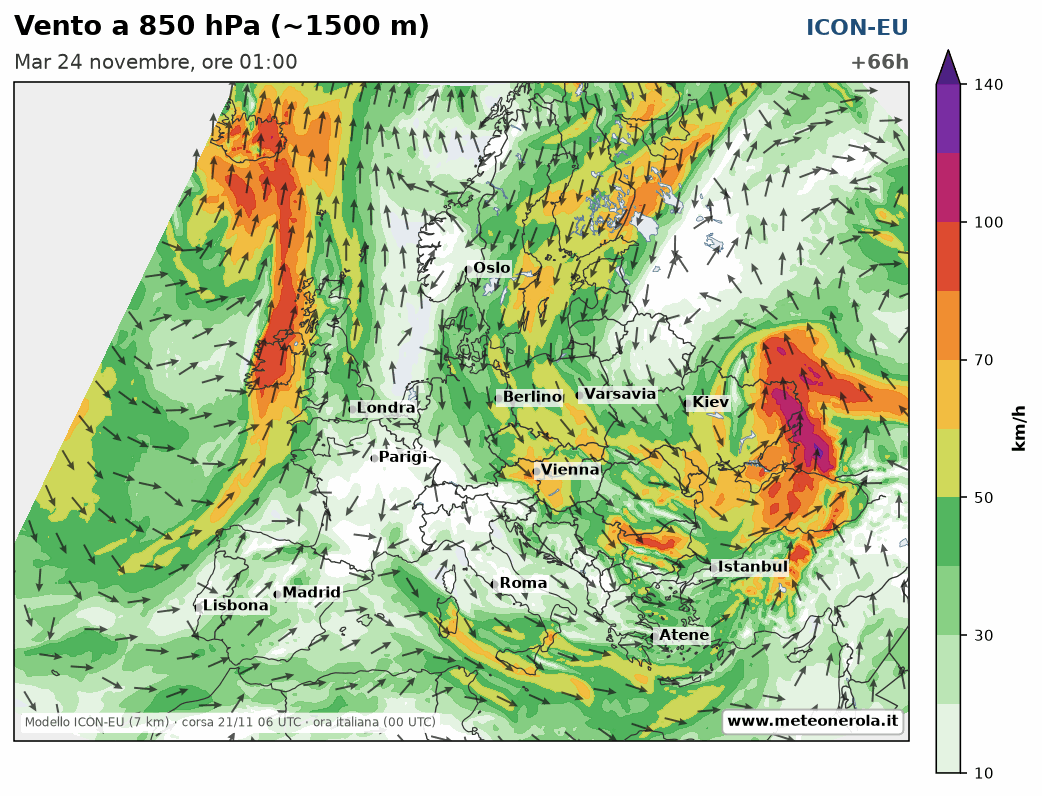 Vento a 850 hPa (~1500 m)
ICON-EU
Mar 24 novembre, ore 01:00
+66h
140
100
70
50
30
10
km/h
Oslo
Londra
Berlino
Varsavia
Kiev
Parigi
Vienna
Istanbul
Roma
Madrid
Lisbona
Atene
Modello ICON-EU (7 km) · corsa 21/11 06 UTC · ora italiana (00 UTC)
www.meteonerola.it